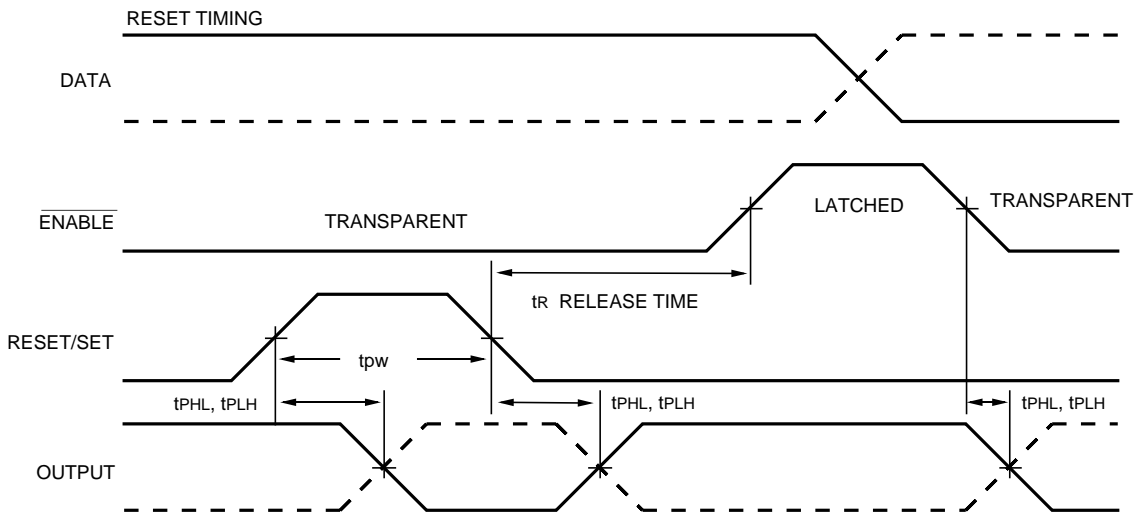 RESET TIMING
DATA
ENABLE
TRANSPARENT
LATCHED
TRANSPARENT
tR RELEASE TIME
RESET/SET
tpw
tPHL, tPLH
tPHL, tPLH
tPHL, tPLH
OUTPUT